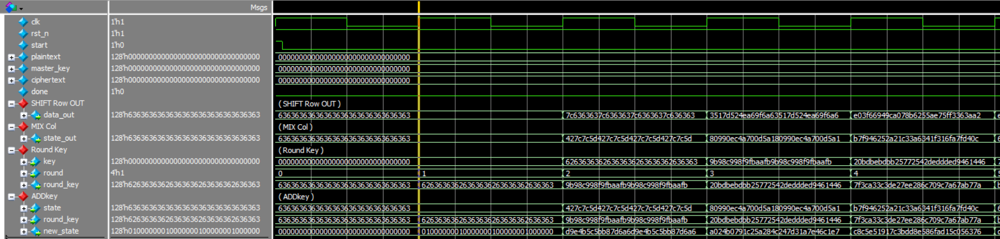 Msgs
clk 1'h1
rst_n 1'h1
start 1'h0
plaintext 128'h00000000000000000000000000000000 00000000000000000000000000000000
master_key 128'h00000000000000000000000000000000 00000000000000000000000000000000
ciphertext 128'h00000000000000000000000000000000 00000000000000000000000000000000
done 1'h0
SHIFT Row OUT ( SHIFT Row OUT )
data_out 128'h63636363636363636363636363636363 63636363636363636363636363636363 7c6363637c6363637c6363637c636363 3517d524ea69f6a63517d524ea69f6a6 e03f66949ca078b6255ae75ff3363aa2 e
MIX Col ( MIX Col )
state_out 128'h63636363636363636363636363636363 63636363636363636363636363636363 427c7c5d427c7c5d427c7c5d427c7c5d 80990ec4a700d5a180990ec4a700d5a1 b7f946252a21c33a6341f316fa7fd40c 6
Round Key ( Round Key )
key 128'h00000000000000000000000000000000 00000000000000000000000000000000 62636363626363636263636362636363 9b98c998f9fbaafb9b98c998f9fbaafb 20bdbebdbb25772542deddded9461446 7
round 4'h1 0 1 2 3 4 5
round_key 128'h62636363626363636263636362636363 63636363636363636363636363636363 62636363626363636263636362636363 9b98c998f9fbaafb9b98c998f9fbaafb 20bdbebdbb25772542deddded9461446 7f3ca33c3de27ee286c709c7a67ab77a b
ADDkey ( ADDkey )
state 128'h63636363636363636363636363636363 63636363636363636363636363636363 427c7c5d427c7c5d427c7c5d427c7c5d 80990ec4a700d5a180990ec4a700d5a1 b7f946252a21c33a6341f316fa7fd40c 6
round_key 128'h62636363626363636263636362636363 63636363636363636363636363636363 62636363626363636263636362636363 9b98c998f9fbaafb9b98c998f9fbaafb 20bdbebdbb25772542deddded9461446 7f3ca33c3de27ee286c709c7a67ab77a b
new_state 128'h01000000010000000100000001000000 00000000000000000000000000000000 01000000010000000100000001000000 d9e4b5c5bb87d6a6d9e4b5c5bb87d6a6 a024b0791c25a284c247d31a7e46c1e7 c8c5e51917c3bdd8e586fad15c056376